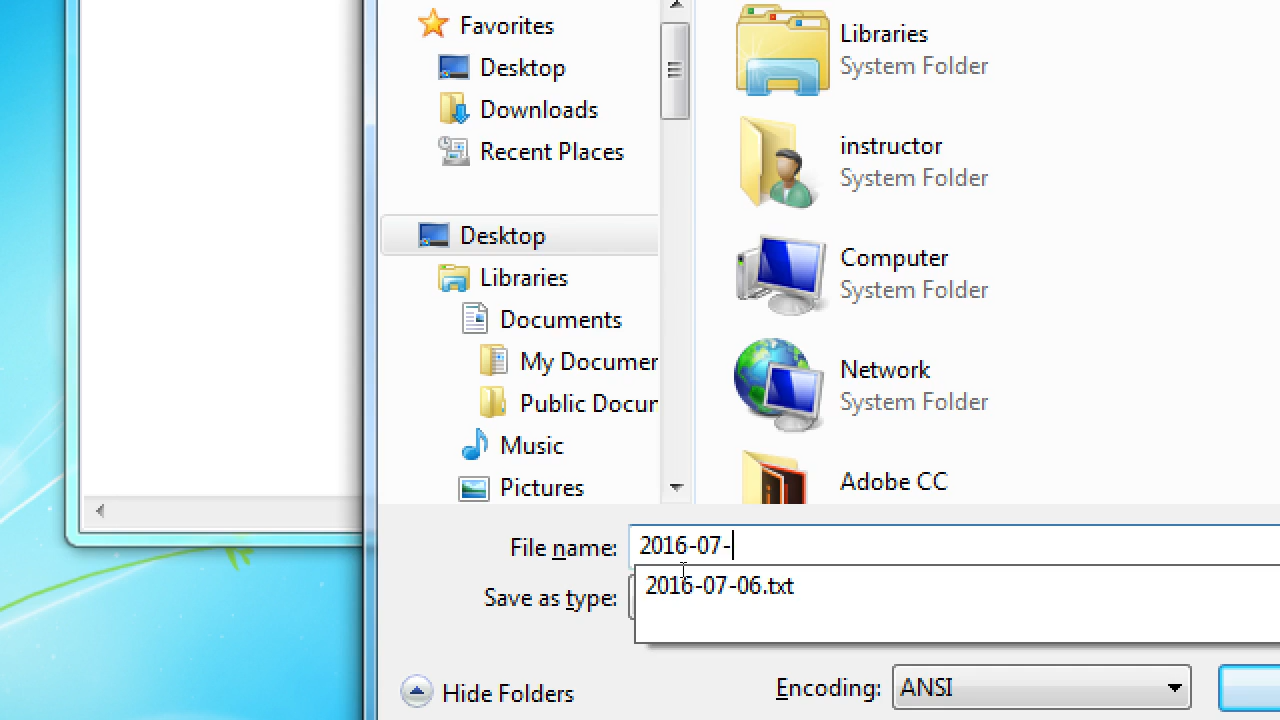 Favorites
Desktop
Downloads
Recent Places
Desktop
Libraries
Documents
My Documen
Public Docur
Music
Pictures
Libraries
System Folder
instructor
System Folder
Computer
System Folder
Network
System Folder
Adobe CC
File name: 2016-07-
2016-07-06.txt
Save as type:
Hide Folders
Encoding: ANSI